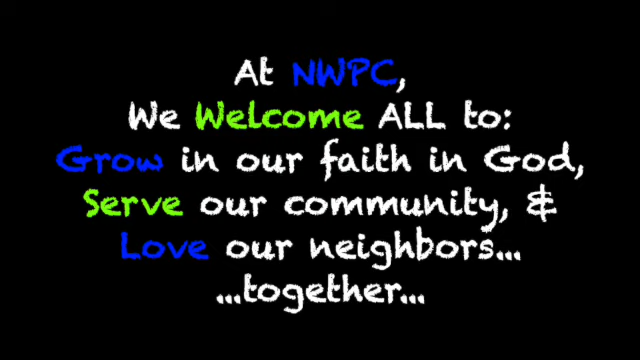 At NWPC,
We Welcome ALL to:
Grow in our faith in God,
Serve our community, &
Love our neighbors...
...together...